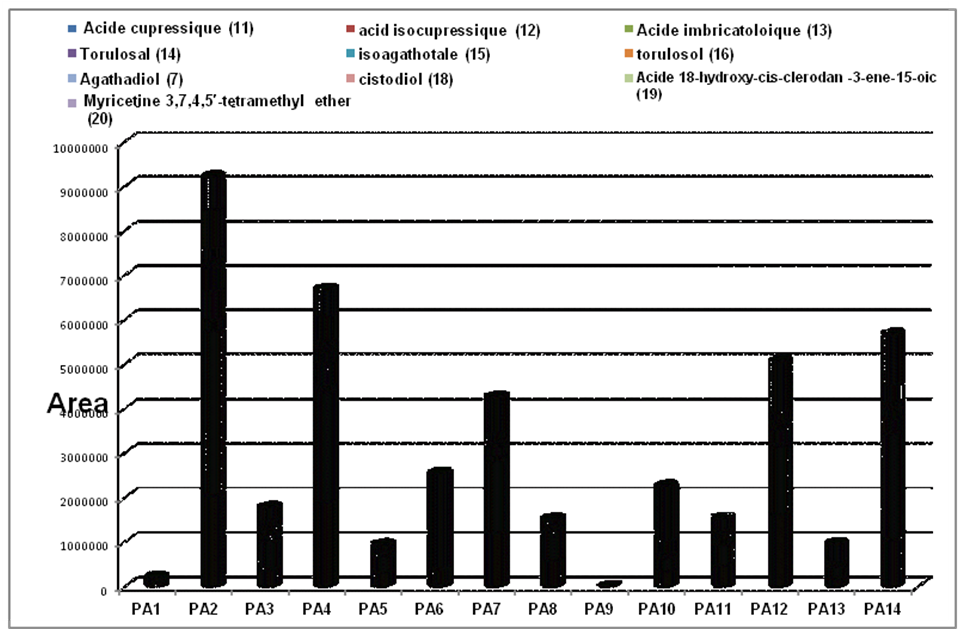 Acide cupressique (11)
acid isocupressique (12)
Acide imbricatoloique (13)
Torulosal (14)
isoagathotale (15)
torulosol (16)
Agathadiol (7)
cistodiol (18)
Acide 18-hydroxy-cis-clerodan -3-ene-15-oic
(19)
Myricetine 3,7,4,5′-tetramethyl ether
(20)
10000000
9000000
8000000
7000000
6000000
5000000
Area
4000000
3000000
2000000
1000000
0
PA1 PA2 PA3 PA4 PA5 PA6 PA7 PA8 PA9 PA10 PA11 PA12 PA13 PA14